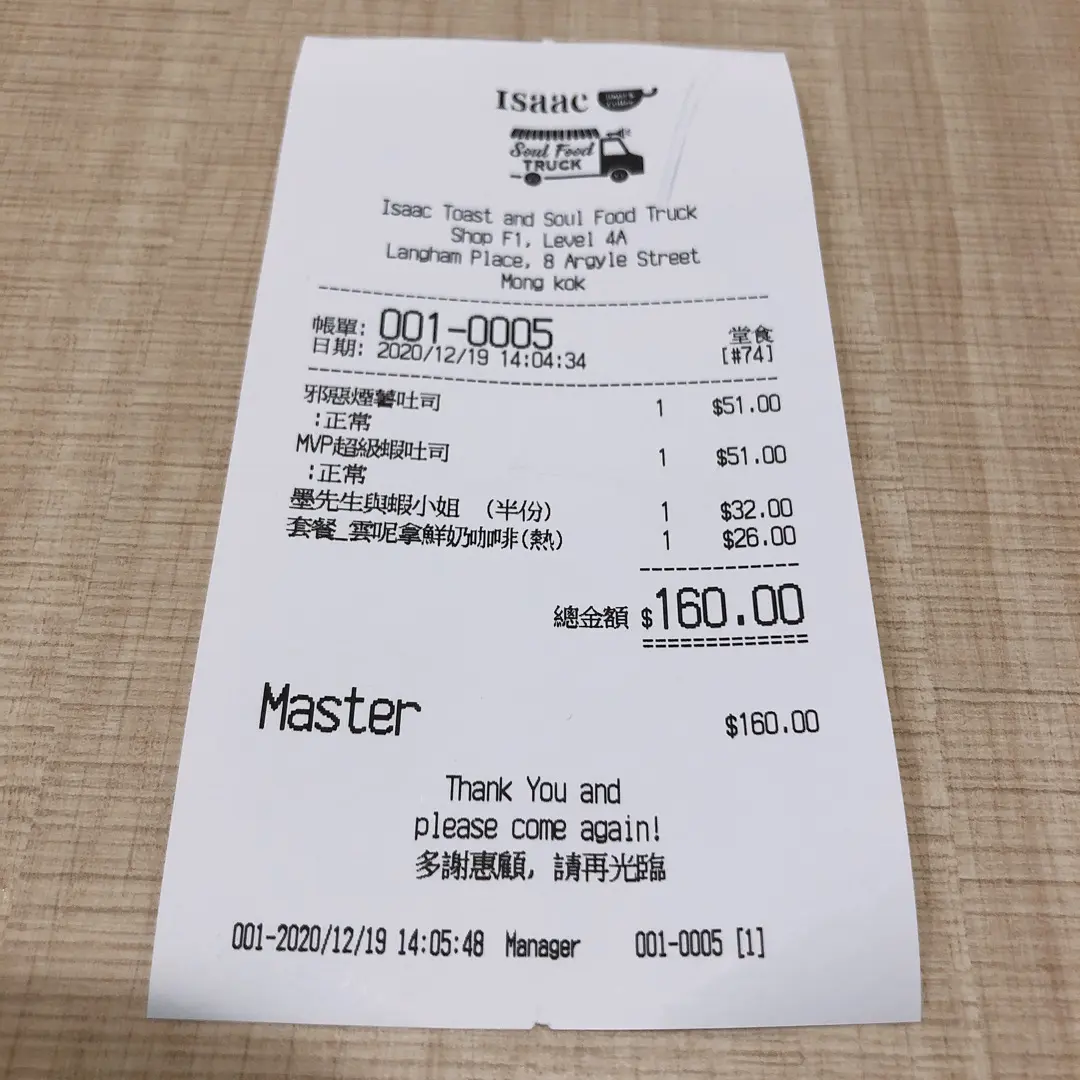 Isaac
Soul Food
TRUCK
Isaac Toast and Soul Food Truck
Shop F1, Level 4A
Langham Place, 8 Argyle Street
Mong kok
帳單: 001-0005 堂食
日期: 2020/12/19 14:04:34 [#74]
邪惡煙薯吐司 1 $51.00
:正常
MVP超級蝦吐司 1 $51.00
:正常
墨先生與蝦小姐 (半份) 1 $32.00
套餐_雲呢拿鮮奶咖啡(熱) 1 $26.00
總金額 $160.00
Master $160.00
Thank You and
please come again!
多謝惠顧, 請再光臨
001-2020/12/19 14:05:48 Manager 001-0005 [1]